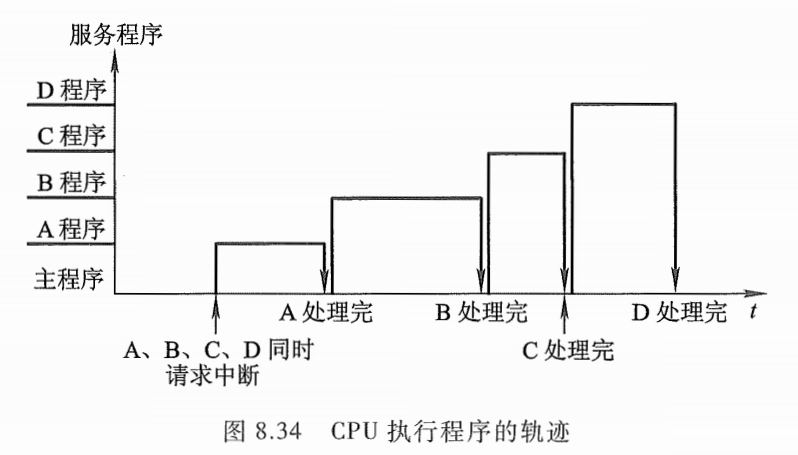 服务程序
D 程序
C 程序
B 程序
A 程序
主程序
A 处理完
B 处理完
D 处理完
t
A、B、C、D 同时
请求中断
C 处理完
图 8.34 CPU 执行程序的轨迹